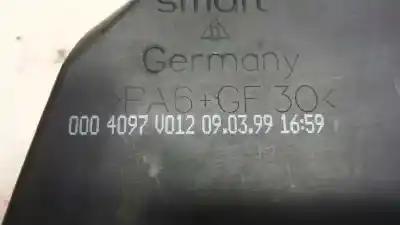 smart
Germany
>PA6+GF 30<
000 4097 V012 09.03.99 16:59